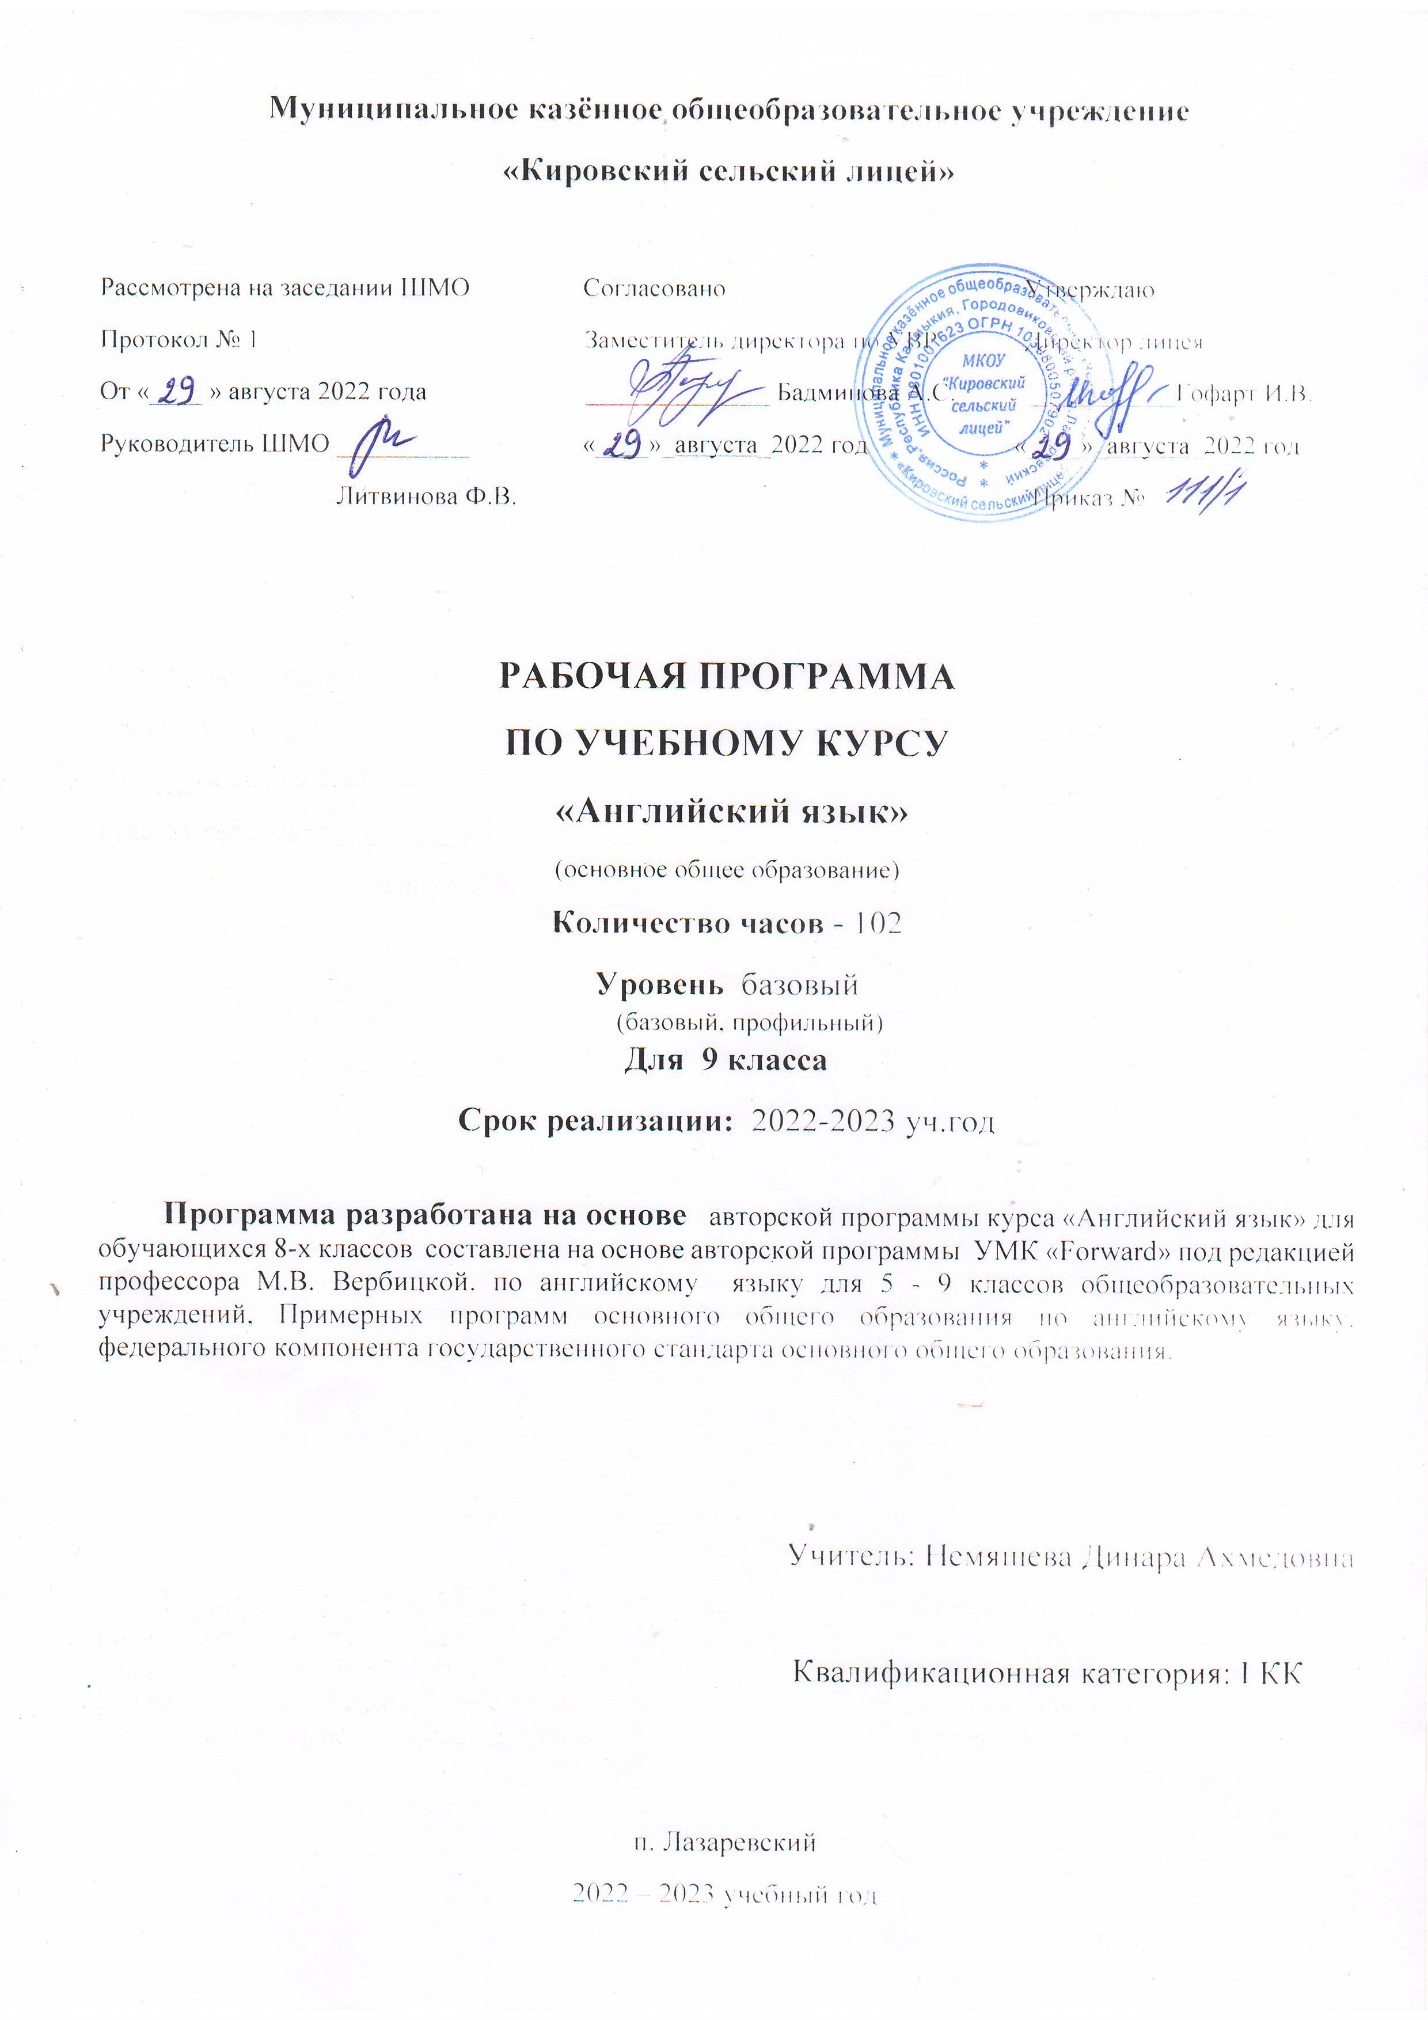 Муниципальное казённое общеобразовательное учреждение
«Кировский сельский лицей»
Рассмотрена на заседании ШМО
Протокол № 1
От « 29 » августа 2022 года
Руководитель ШМО
Литвинова Ф.В.
Согласовано
Заместитель директора по УВР
Бадминова А.С.
« 29 » августа 2022 год
Утверждаю
Директор лицея
Гофарт И.В.
« 29 » августа 2022 год
Приказ № 111/1
МКОУ
"Кировский
сельский
лицей"
РАБОЧАЯ ПРОГРАММА
ПО УЧЕБНОМУ КУРСУ
«Английский язык»
(основное общее образование)
Количество часов - 102
Уровень базовый
(базовый, профильный)
Для 9 класса
Срок реализации: 2022-2023 уч.год
Программа разработана на основе авторской программы курса «Английский язык» для
обучающихся 8-х классов составлена на основе авторской программы УМК «Forward» под редакцией
профессора М.В. Вербицкой. по английскому языку для 5 - 9 классов общеобразовательных
учреждений. Примерных программ основного общего образования по английскому языку.
федерального компонента государственного стандарта основного общего образования.
Учитель: Динара Ахмедовна
Квалификационная категория: I КК
п. Лазаревский
2022 – 2023 учебный год